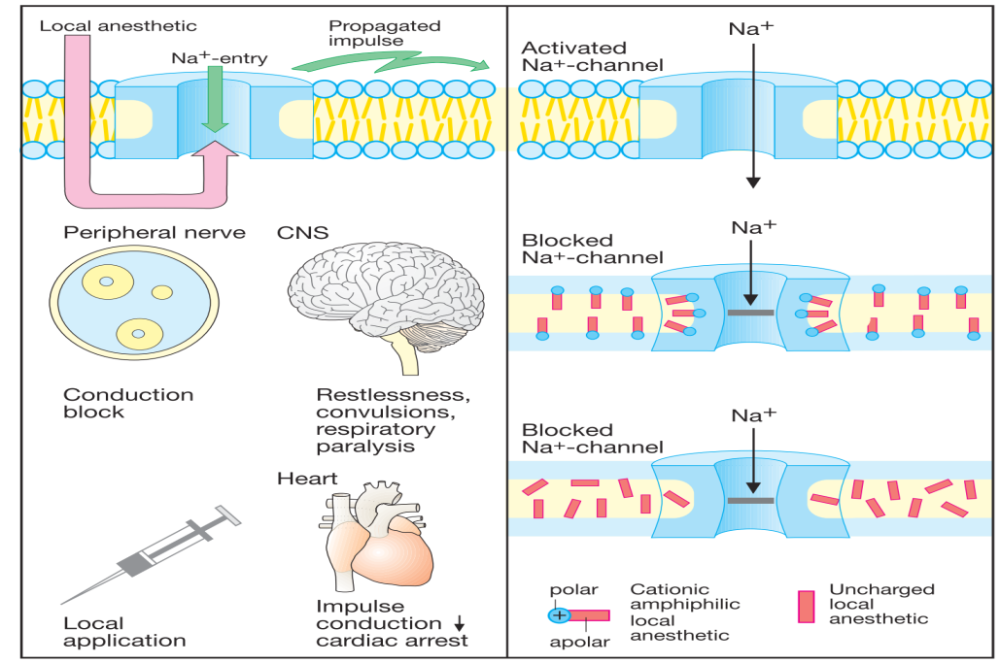 Local anesthetic
Na+-entry
Propagated
impulse
Peripheral nerve
CNS
Conduction
block
Restlessness,
convulsions,
respiratory
paralysis
Heart
Local
application
Impulse
conduction ↓
cardiac arrest
Na+
Activated
Na+-channel
Na+
Blocked
Na+-channel
Na+
Blocked
Na+-channel
polar
+
apolar
Cationic
amphiphilic
local
anesthetic
Uncharged
local
anesthetic